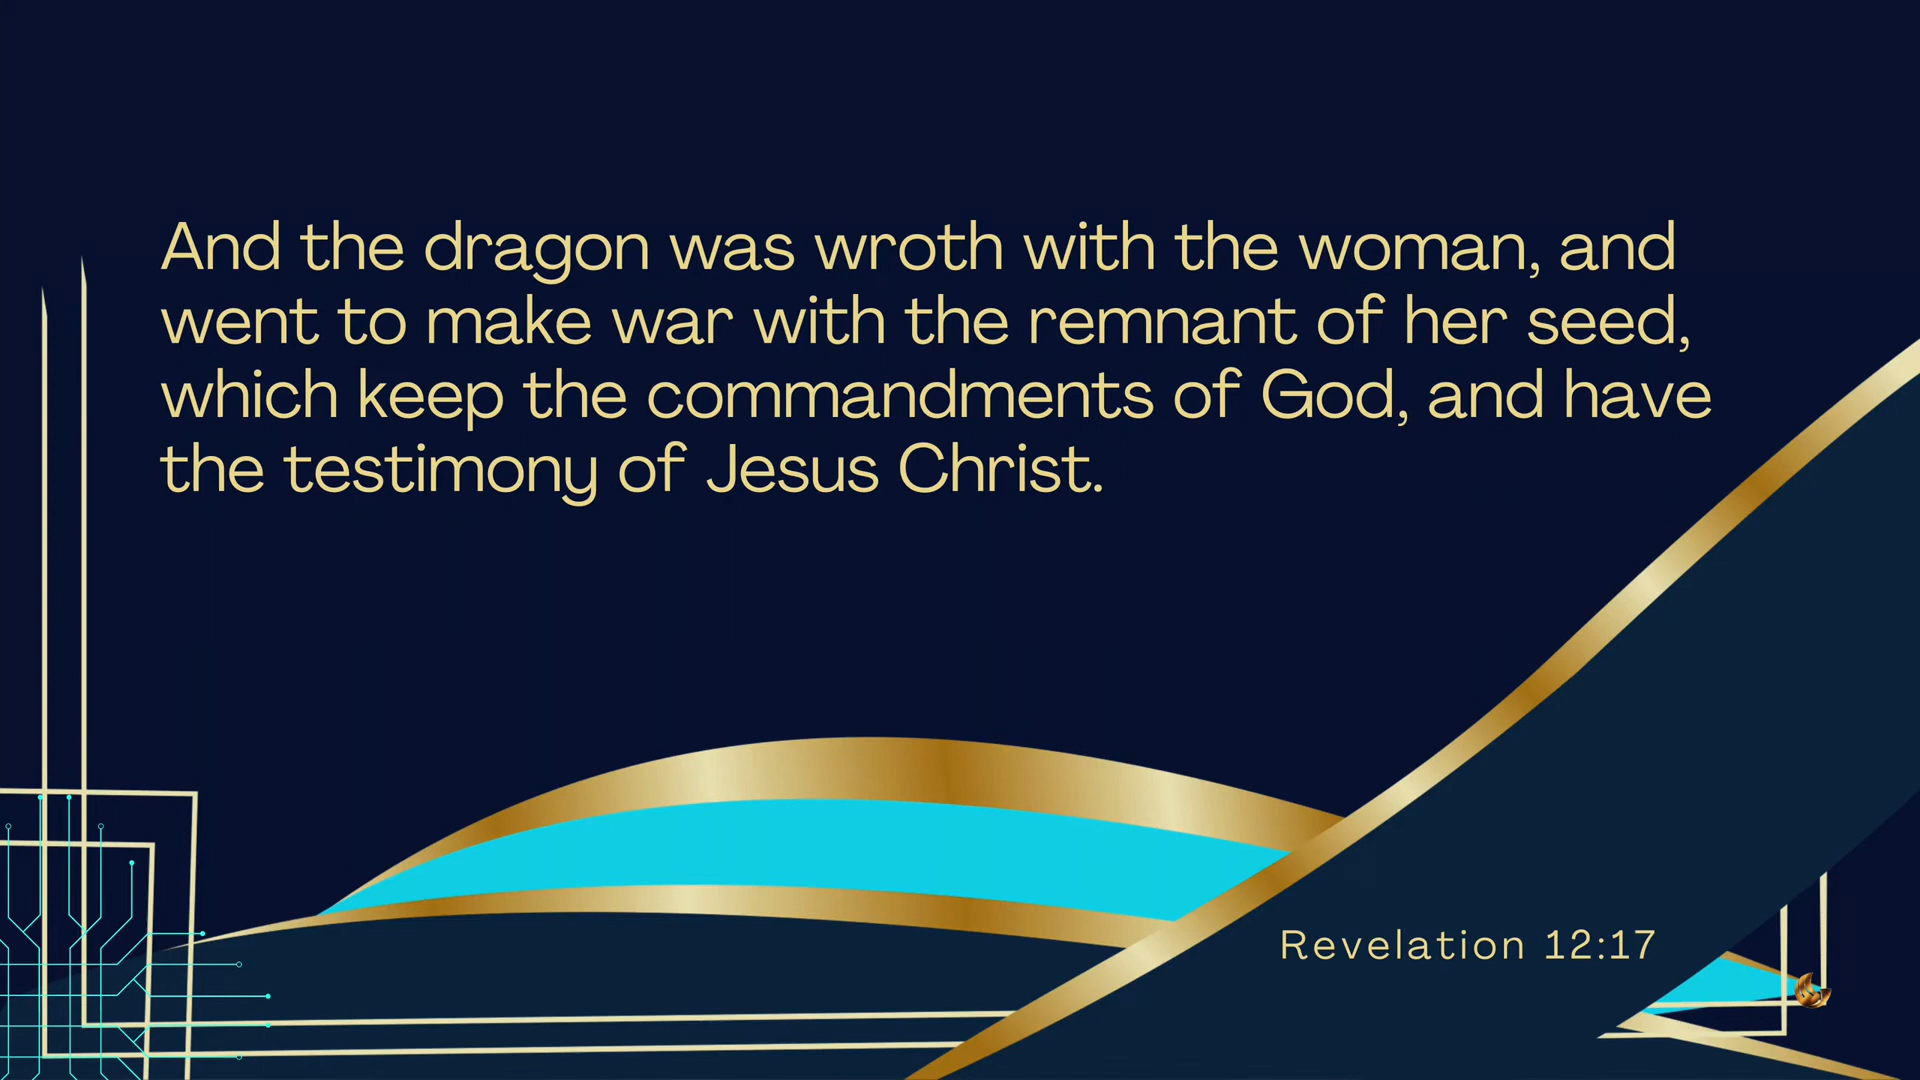 And the dragon was wroth with the woman, and
went to make war with the remnant of her seed,
which keep the commandments of God, and have
the testimony of Jesus Christ.
Revelation 12:17